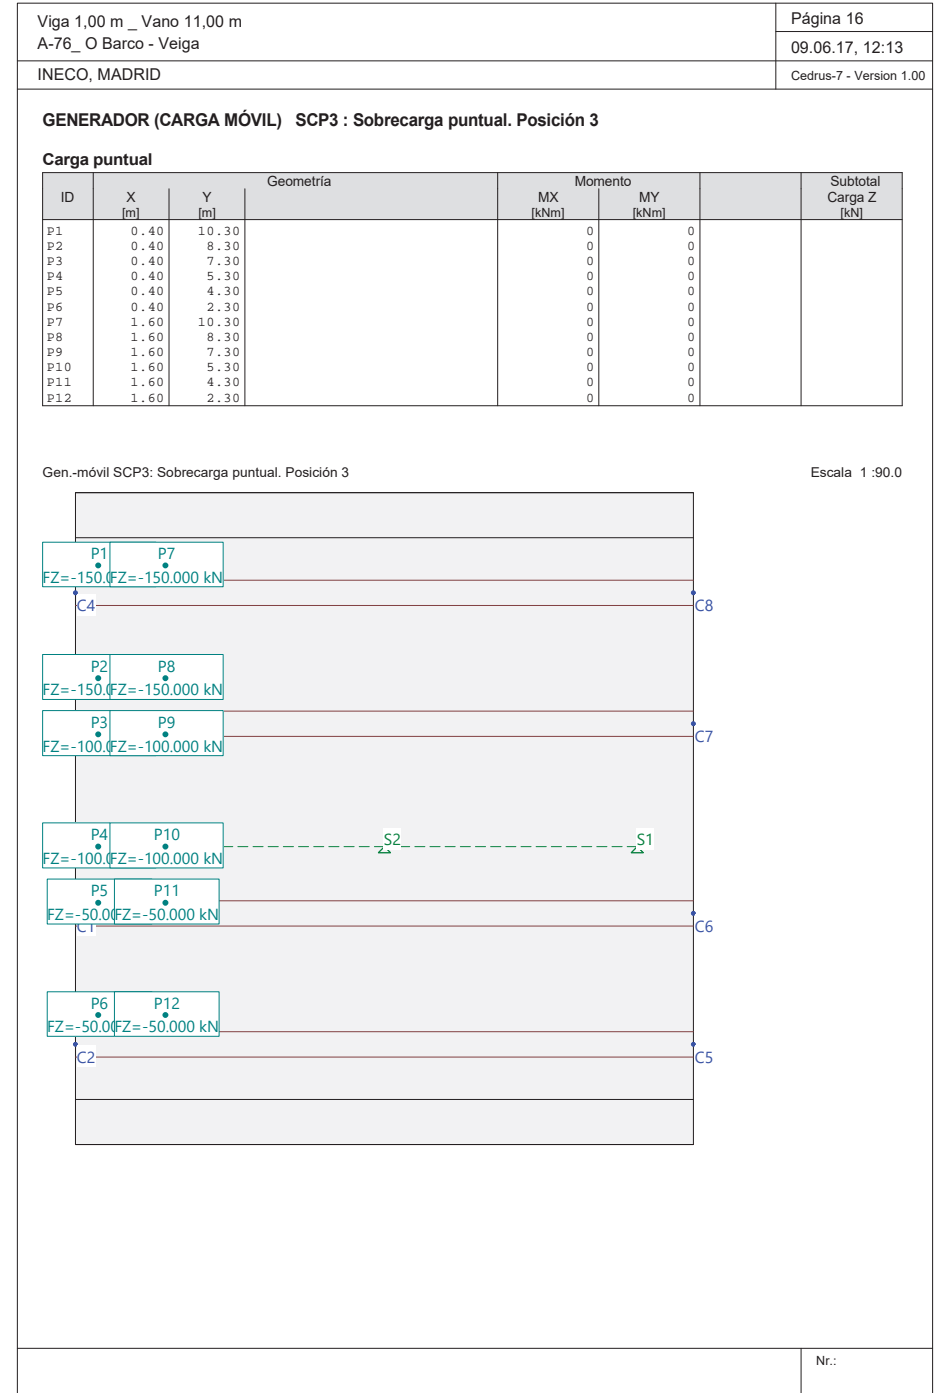 Viga 1,00 m _ Vano 11,00 m
A-76_ O Barco - Veiga
Página 16
09.06.17, 12:13
INECO, MADRID
Cedrus-7 - Version 1.00
GENERADOR (CARGA MÓVIL) SCP3 : Sobrecarga puntual. Posición 3
Carga puntual
Geometría Momento Subtotal
ID X Y MX MY Carga Z
[m] [m] [kNm] [kNm] [kN]
P1 0.40 10.30 0 0
P2 0.40 8.30 0 0
P3 0.40 7.30 0 0
P4 0.40 5.30 0 0
P5 0.40 4.30 0 0
P6 0.40 2.30 0 0
P7 1.60 10.30 0 0
P8 1.60 8.30 0 0
P9 1.60 7.30 0 0
P10 1.60 5.30 0 0
P11 1.60 4.30 0 0
P12 1.60 2.30 0 0
Gen.-móvil SCP3: Sobrecarga puntual. Posición 3 Escala 1 :90.0
P1 P7
FZ=-150.0 FZ=-150.000 kN
C4 C8
P2 P8
FZ=-150.0 FZ=-150.000 kN
P3 P9
FZ=-100.0 FZ=-100.000 kN
C7
P4 P10 S2 S1
FZ=-100.0 FZ=-100.000 kN
P5 P11
FZ=-50.00 FZ=-50.000 kN
C1 C6
P6 P12
FZ=-50.00 FZ=-50.000 kN
C2 C5
Nr.: